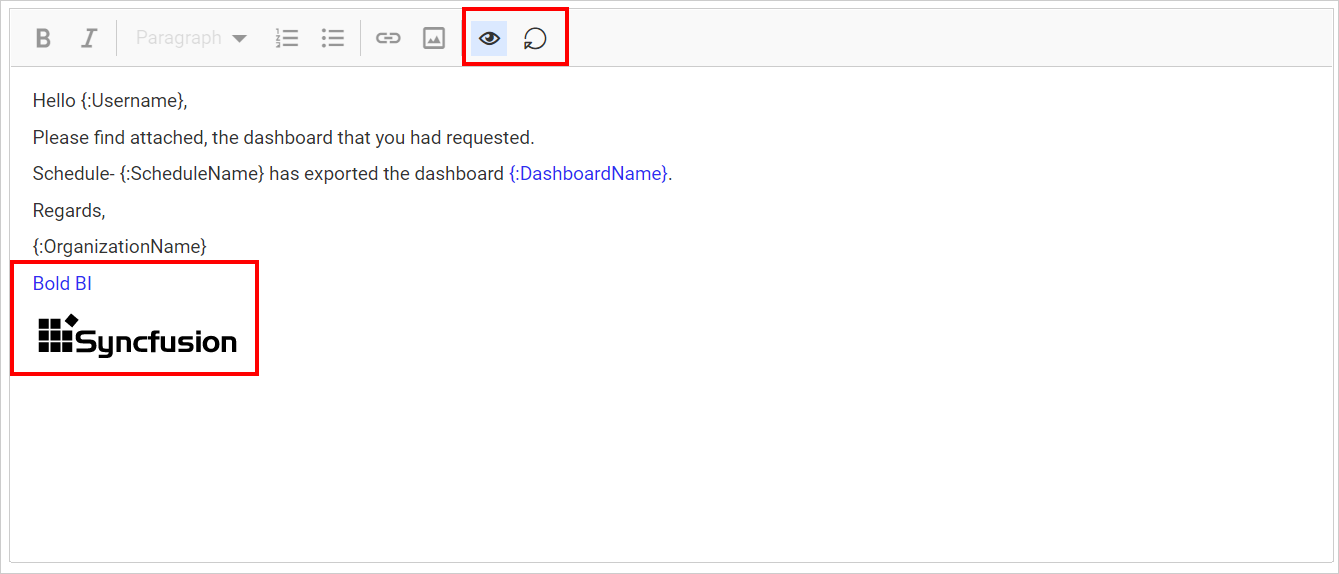 B I Paragraph
Hello {:Username},
Please find attached, the dashboard that you had requested.
Schedule- {:ScheduleName} has exported the dashboard {:DashboardName}.
Regards,
{:OrganizationName}
Bold BI
Syncfusion